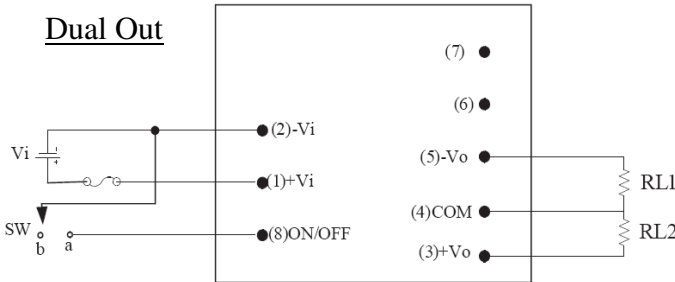 Dual Out
(7)
(6)
(2)-Vi
Vi
(5)-Vo
(1)+Vi
RL1
(4)COM
SW
b
a
(8)ON/OFF
RL2
(3)+Vo